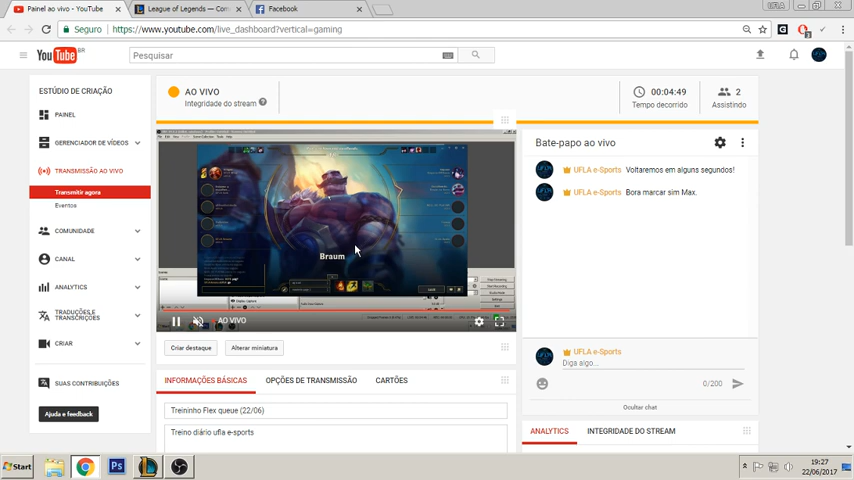 Painel ao vivo - YouTube
League of Legends — Com
Facebook
UFLA
Seguro
https://www.youtube.com/live_dashboard?vertical=gaming
YouTube BR
Pesquisar
ESTÚDIO DE CRIAÇÃO
PAINEL
GERENCIADOR DE VÍDEOS
TRANSMISSÃO AO VIVO
Transmitir agora
Eventos
COMUNIDADE
CANAL
ANALYTICS
TRADUÇÕES E
TRANSCRIÇÕES
CRIAR
SUAS CONTRIBUIÇÕES
Ajuda e feedback
AO VIVO
Integridade do stream
00:04:49
Tempo decorrido
2
Assistindo
Braum
AO VIVO
Criar destaque
Alterar miniatura
INFORMAÇÕES BÁSICAS
OPÇÕES DE TRANSMISSÃO
CARTÕES
Treininho Flex queue (22/06)
Treino diário ufla e-sports
Bate-papo ao vivo
UFLA e-Sports Voltaremos em alguns segundos!
UFLA e-Sports Bora marcar sim Max.
UFLA e-Sports
Diga algo...
0/200
Ocultar chat
ANALYTICS
INTEGRIDADE DO STREAM
Start
19:27
22/06/2017